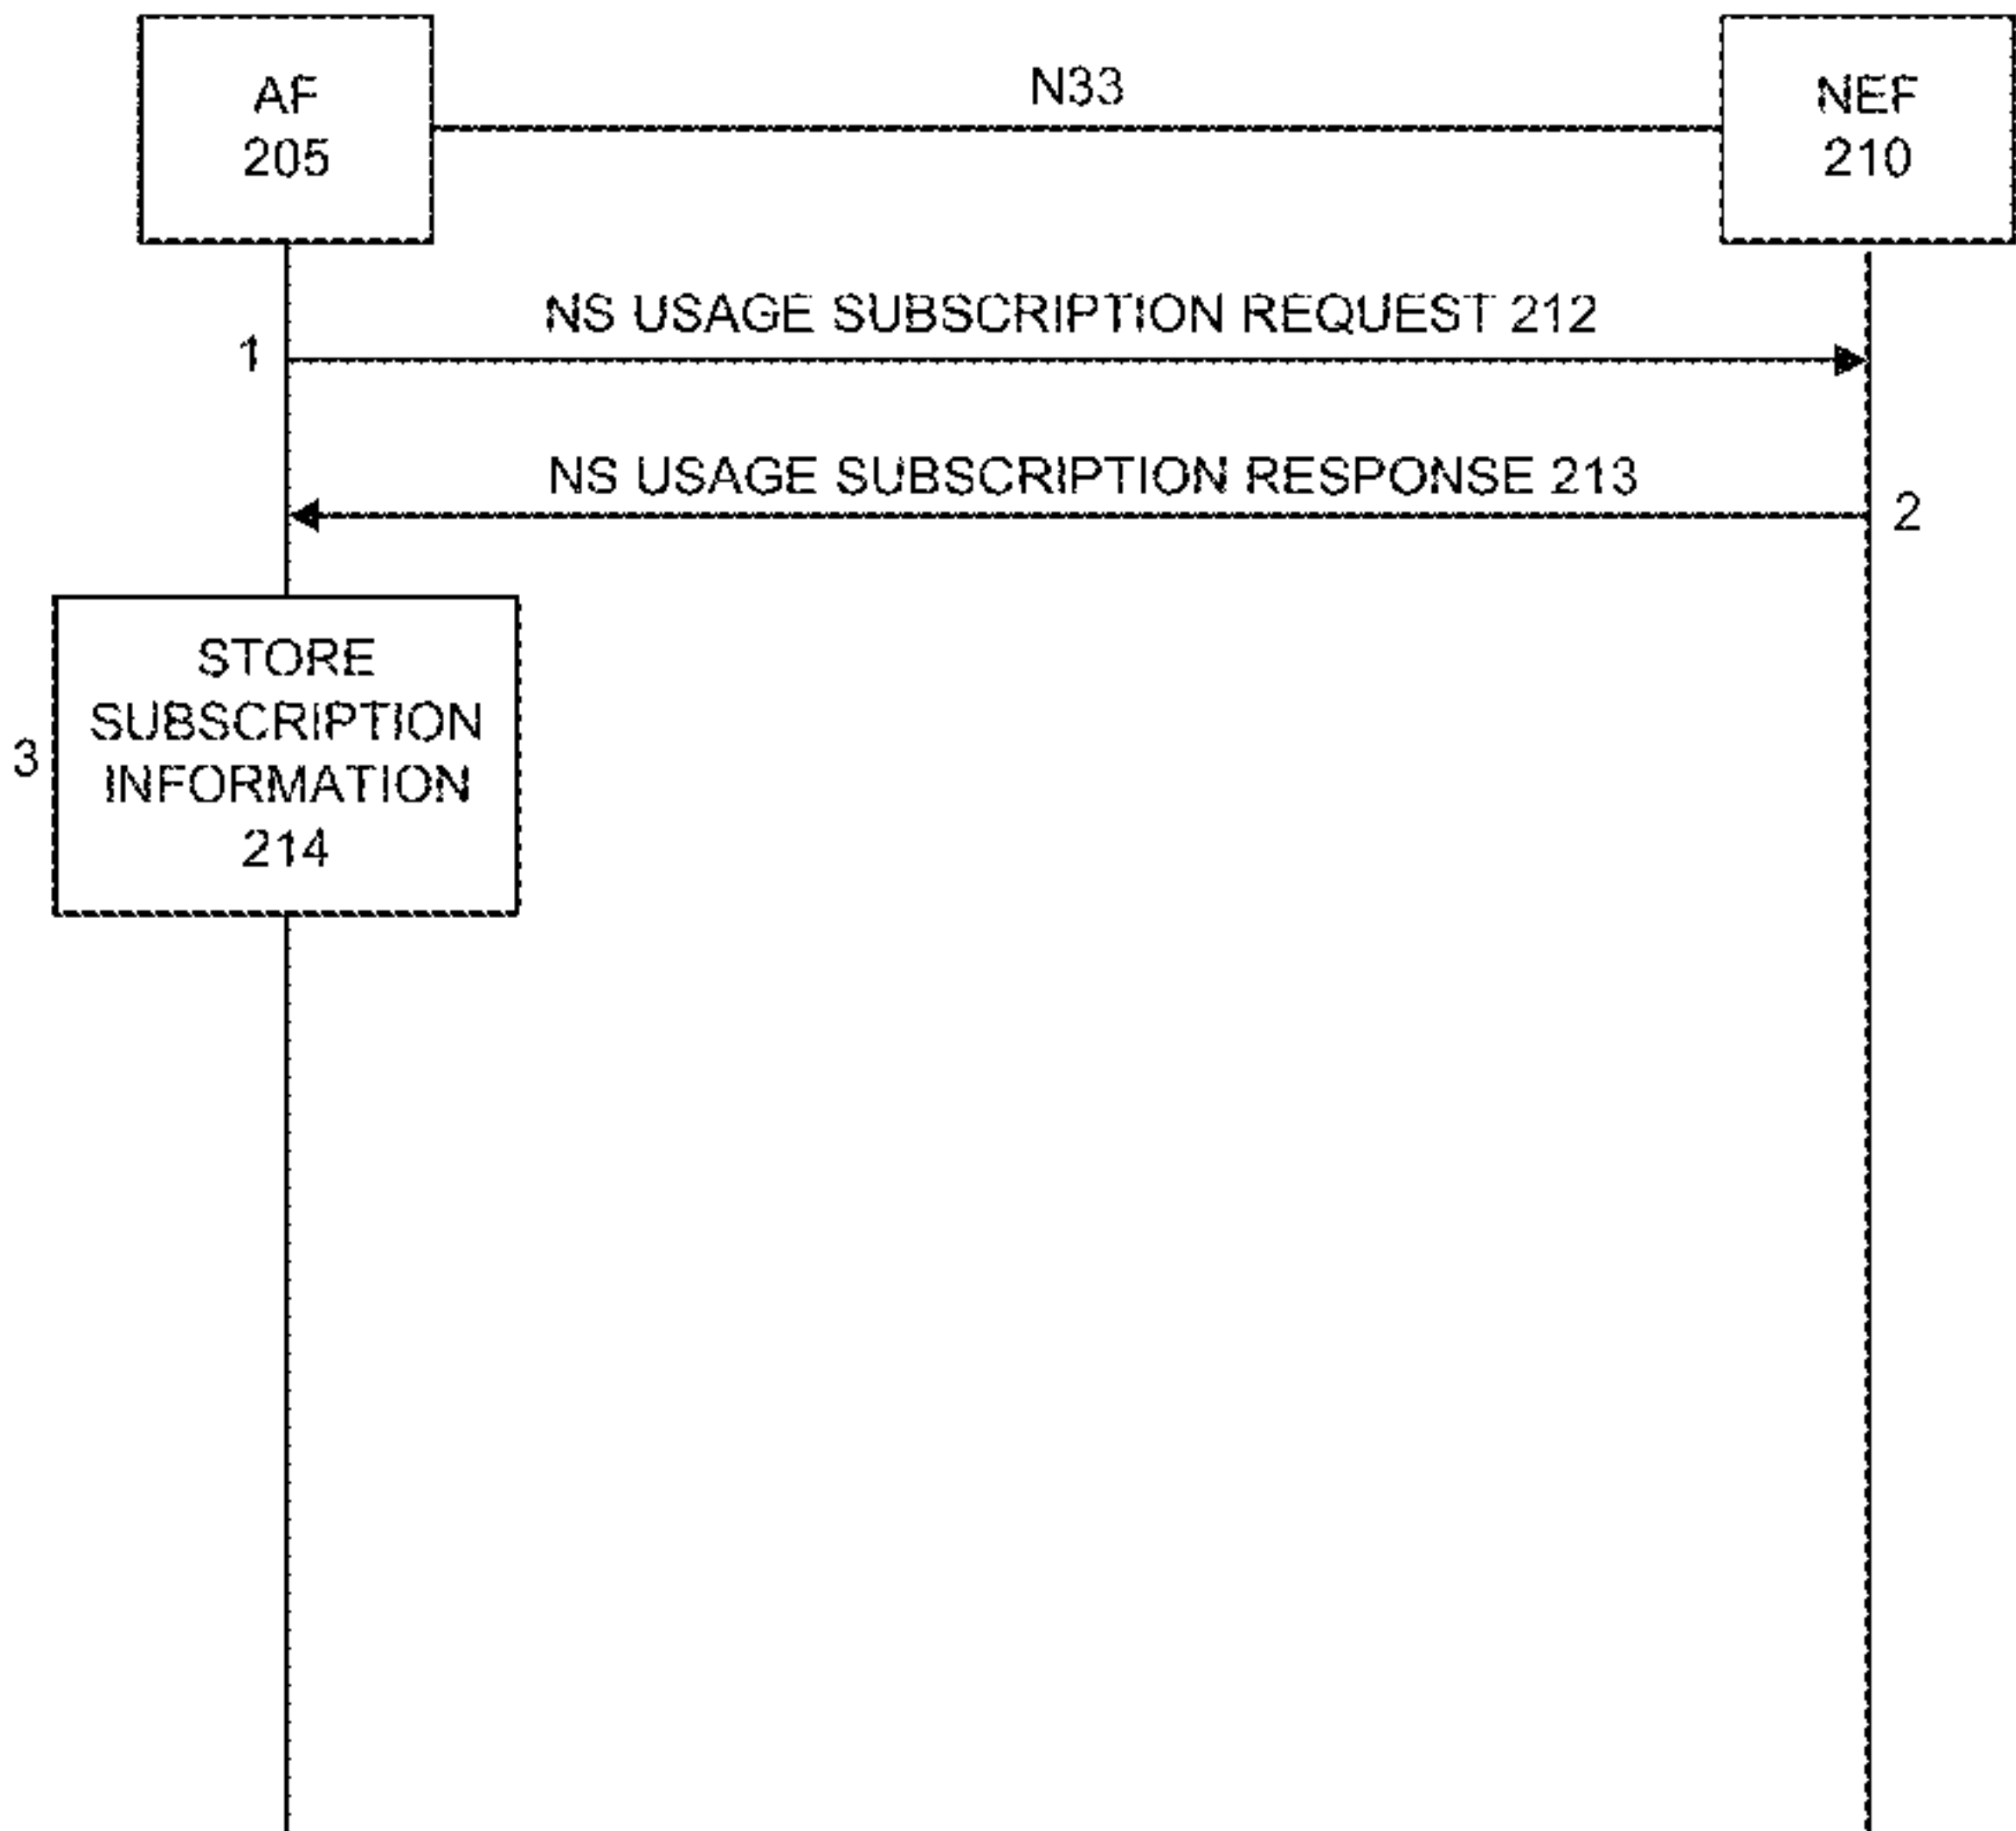 AF
205
N33
NEF
210
NS USAGE SUBSCRIPTION REQUEST 212
1
NS USAGE SUBSCRIPTION RESPONSE 213
2
STORE
SUBSCRIPTION
INFORMATION
214
3